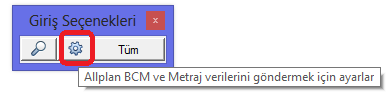 Giriş Seçenekleri
Tüm
Allplan BCM ve Metraj verilerini göndermek için ayarlar